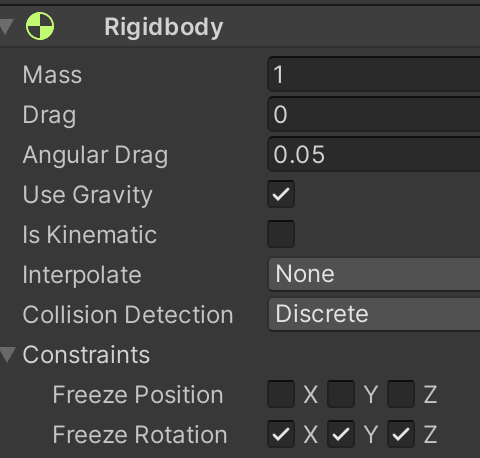 Rigidbody
Mass 1
Drag 0
Angular Drag 0.05
Use Gravity
Is Kinematic
Interpolate None
Collision Detection Discrete
Constraints
Freeze Position X Y Z
Freeze Rotation X Y Z